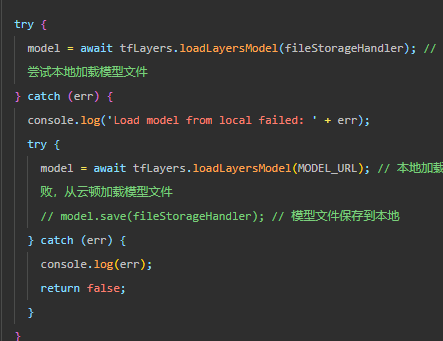 try {
model = await tfLayers.loadLayersModel(fileStorageHandler); //
尝试本地加载模型文件
} catch (err) {
console.log('Load model from local failed: ' + err);
try {
model = await tfLayers.loadLayersModel(MODEL_URL); // 本地加载
败，从云顿加载模型文件
// model.save(fileStorageHandler); // 模型文件保存到本地
} catch (err) {
console.log(err);
return false;
}
}